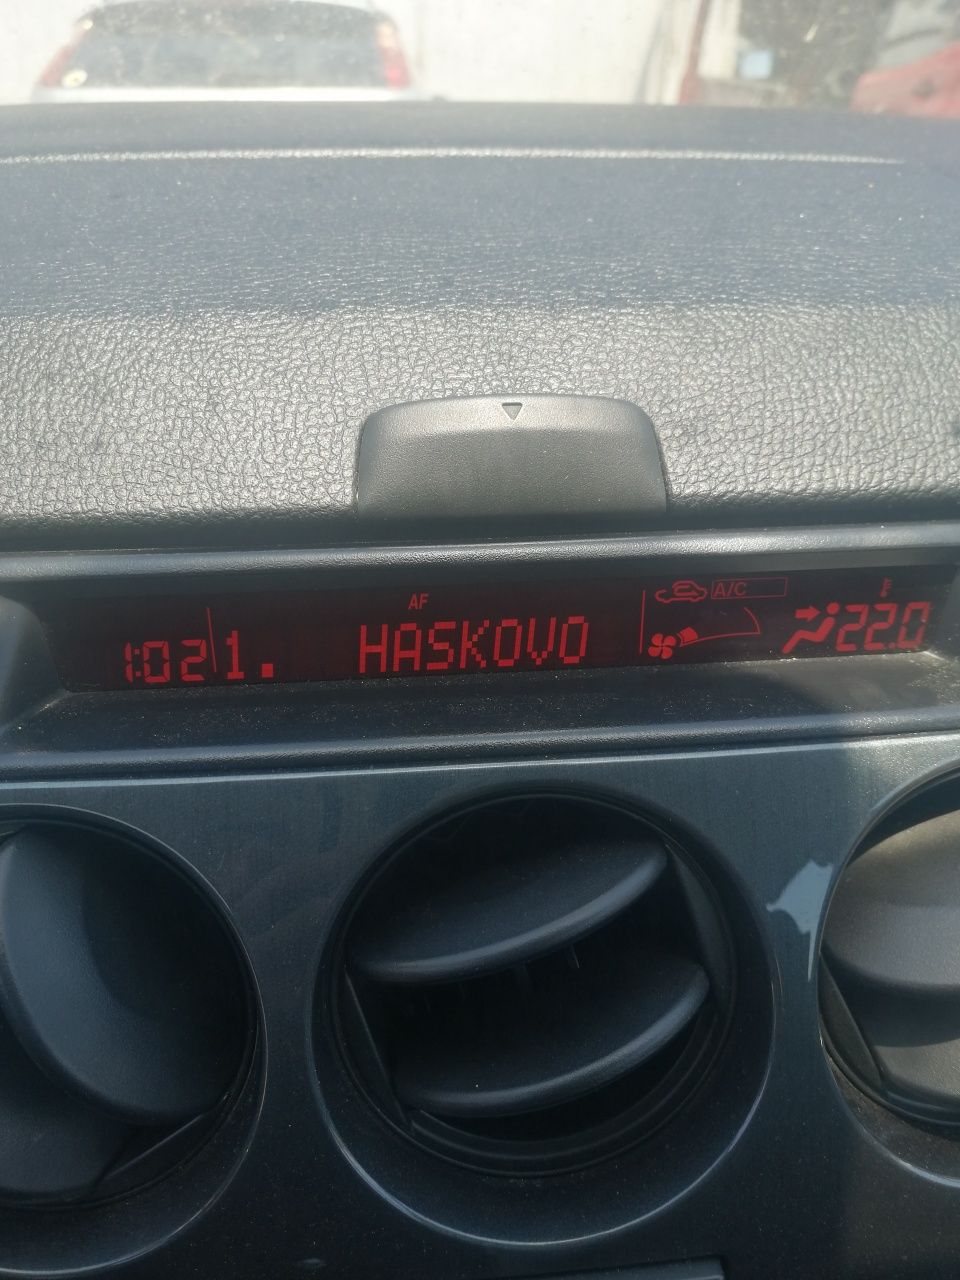 AF A/C
1:02 1. HASKOVO 22.0